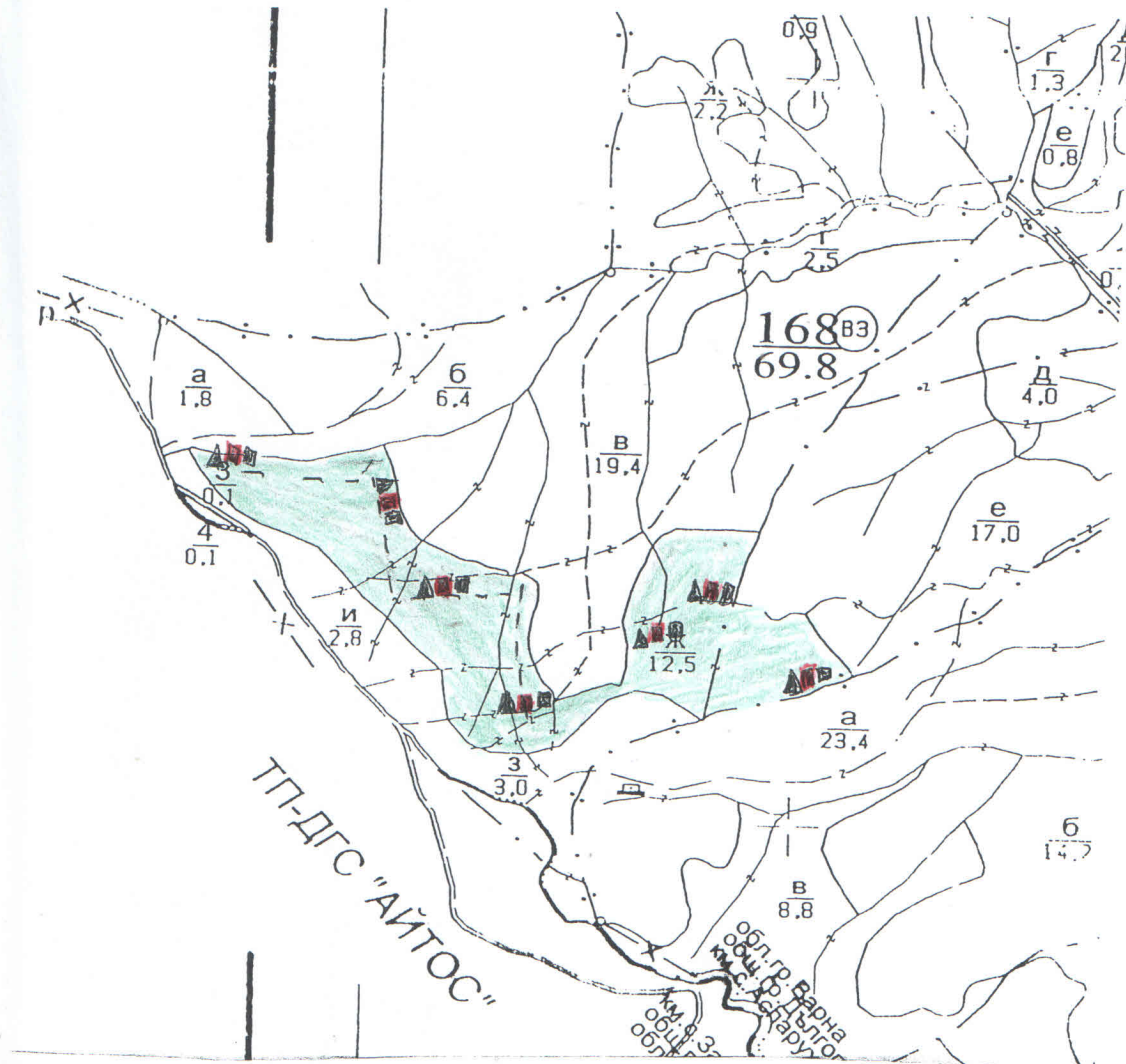 0,9
г
1,3
2,2
е
0,8
2,5
168 ВЗ
69.8
а
1,8
б
6,4
д
4,0
в
19,4
3
0,1
4
0,1
е
17,0
и
2,8
ж
12,5
а
23,4
з
3,0
б
14,2
в
8,8
ТП-ДГС "АЙТОС"
обл.гр.Варна